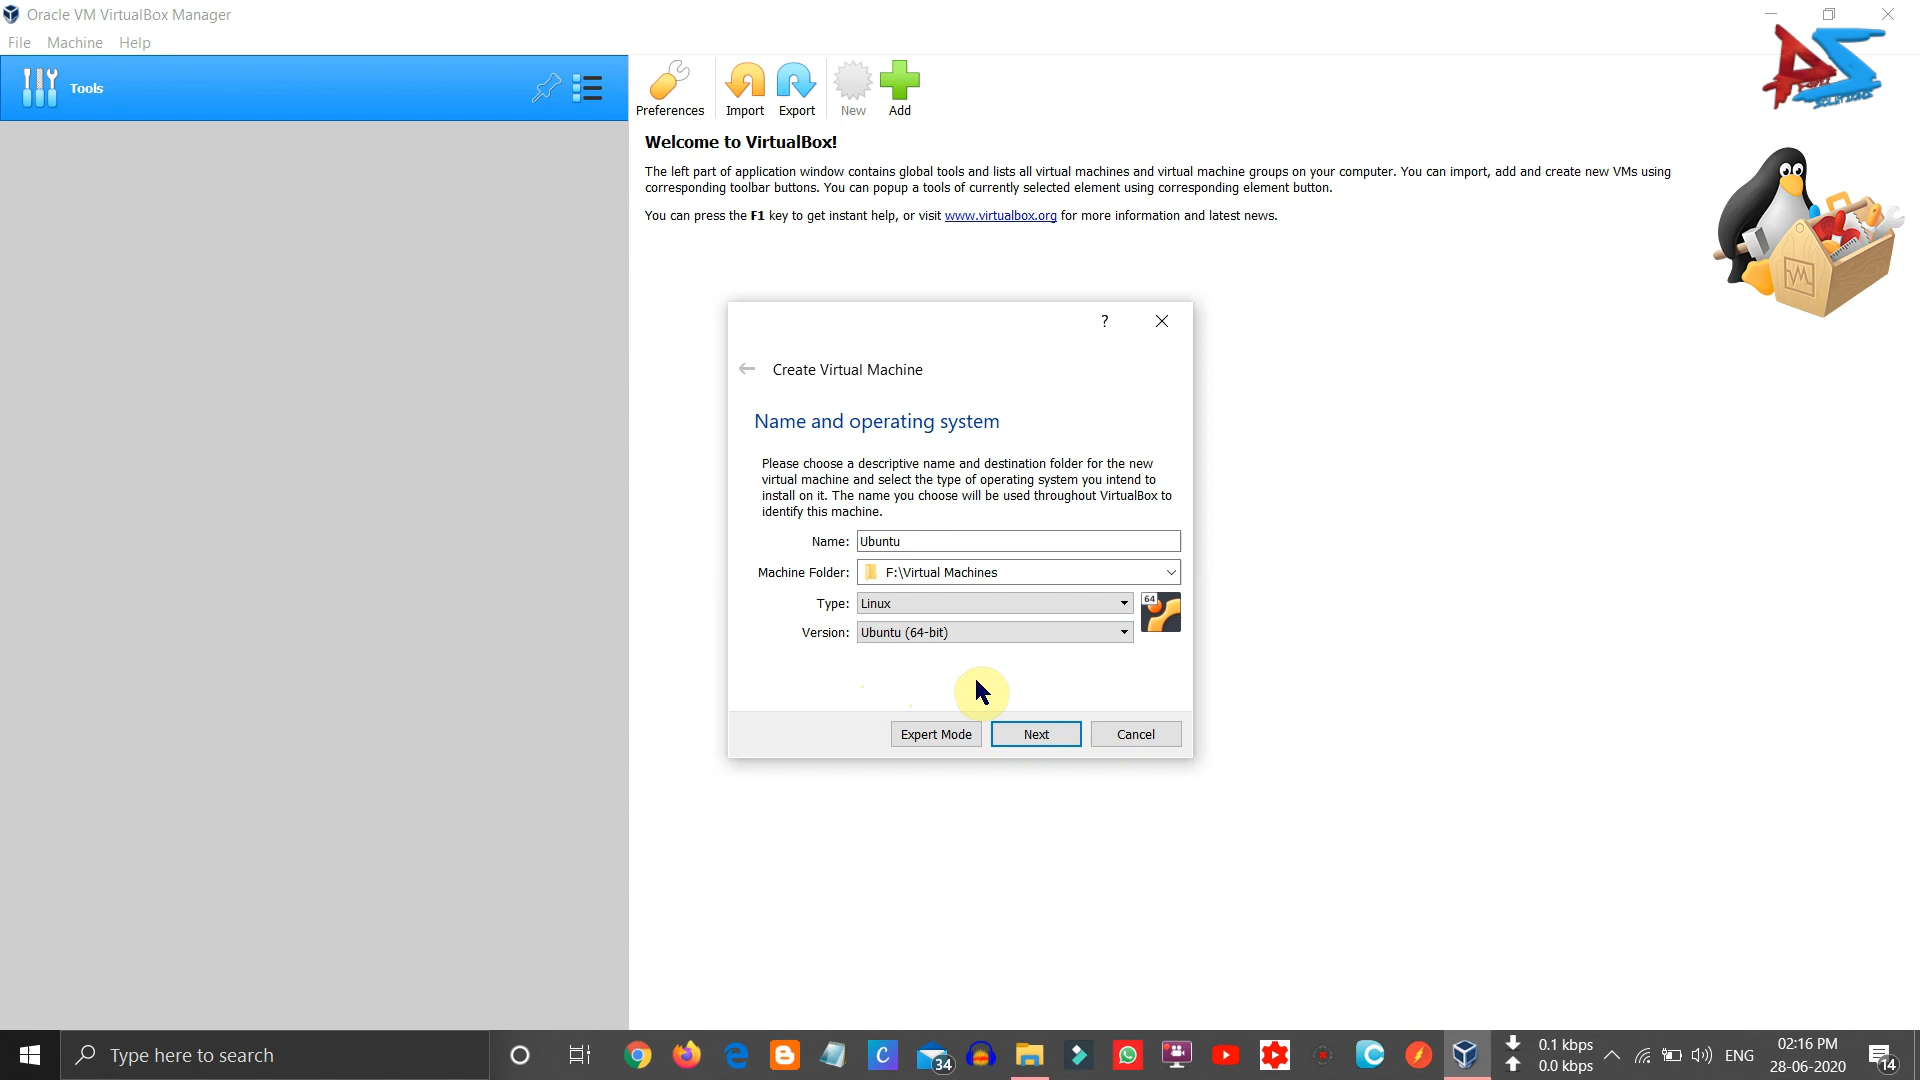 Oracle VM VirtualBox Manager
File Machine Help
Tools
Preferences Import Export New Add
Welcome to VirtualBox!
The left part of application window contains global tools and lists all virtual machines and virtual machine groups on your computer. You can import, add and create new VMs using
corresponding toolbar buttons. You can popup a tools of currently selected element using corresponding element button.
You can press the F1 key to get instant help, or visit www.virtualbox.org for more information and latest news.
?
Create Virtual Machine
Name and operating system
Please choose a descriptive name and destination folder for the new
virtual machine and select the type of operating system you intend to
install on it. The name you choose will be used throughout VirtualBox to
identify this machine.
Name: Ubuntu
Machine Folder: F:\Virtual Machines
Type: Linux
64
Version: Ubuntu (64-bit)
Expert Mode Next Cancel
Type here to search
34
0.1 kbps
0.0 kbps
ENG
02:16 PM
28-06-2020
14